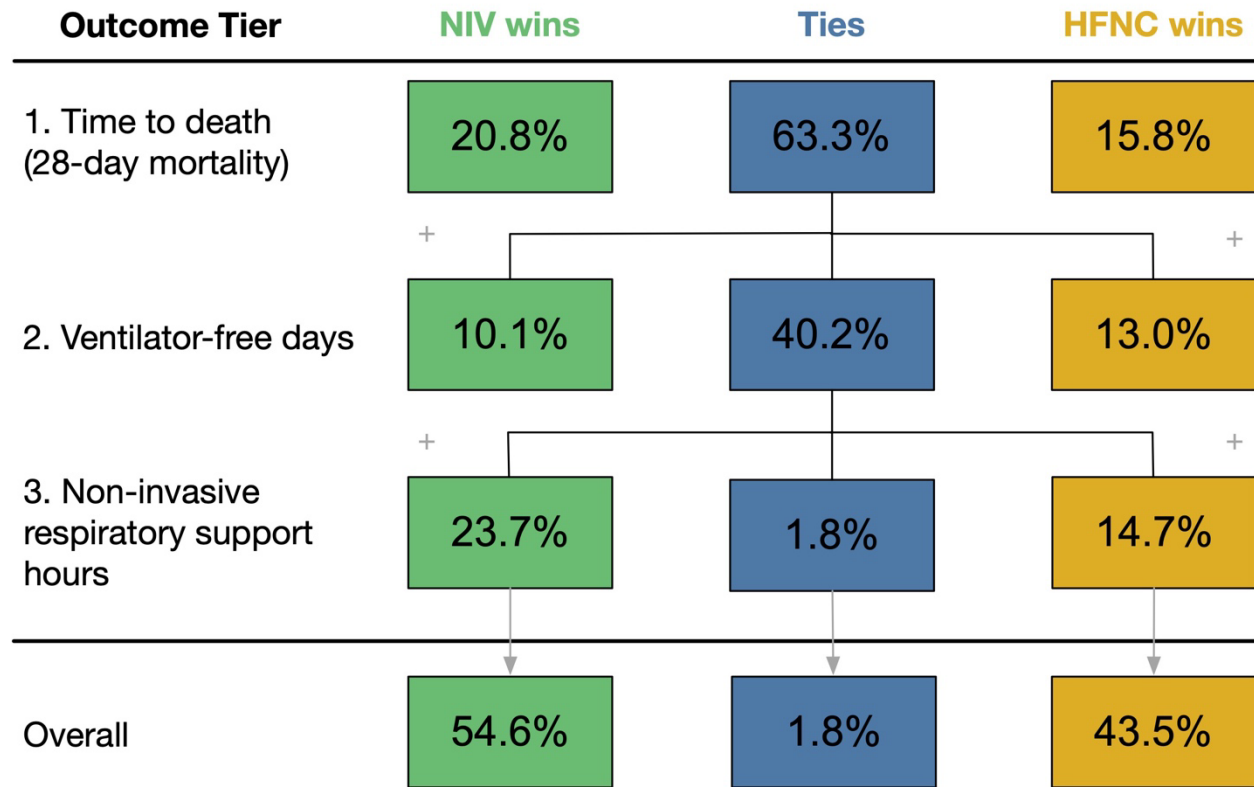 Outcome Tier NIV wins Ties HFNC wins
1. Time to death
(28-day mortality)
20.8% 63.3% 15.8%
+ +
2. Ventilator-free days 10.1% 40.2% 13.0%
+ +
3. Non-invasive
respiratory support
hours
23.7% 1.8% 14.7%
Overall 54.6% 1.8% 43.5%